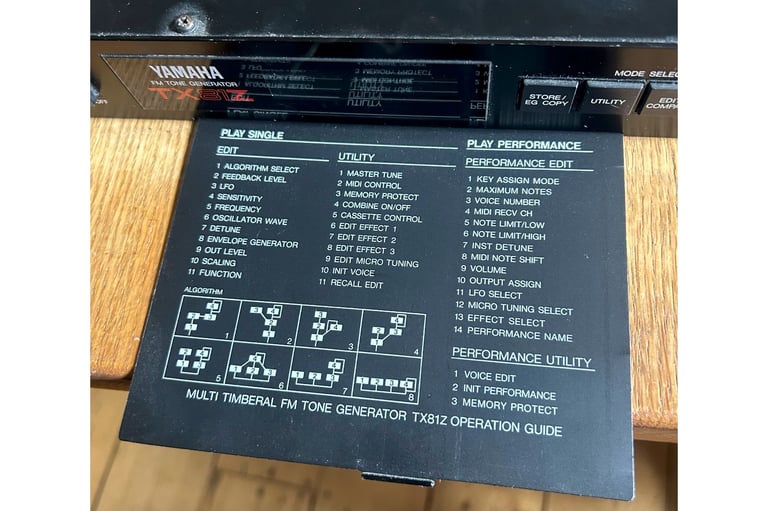 YAMAHA
FM TONE GENERATOR
TX81Z
MODE SELEC
STORE/
EG COPY
UTILITY
EDIT
COMPA
PLAY SINGLE
EDIT
1 ALGORITHM SELECT
2 FEEDBACK LEVEL
3 LFO
4 SENSITIVITY
5 FREQUENCY
6 OSCILLATOR WAVE
7 DETUNE
8 ENVELOPE GENERATOR
9 OUT LEVEL
10 SCALING
11 FUNCTION
UTILITY
1 MASTER TUNE
2 MIDI CONTROL
3 MEMORY PROTECT
4 COMBINE ON/OFF
5 CASSETTE CONTROL
6 EDIT EFFECT 1
7 EDIT EFFECT 2
8 EDIT EFFECT 3
9 EDIT MICRO TUNING
10 INIT VOICE
11 RECALL EDIT
PLAY PERFORMANCE
PERFORMANCE EDIT
1 KEY ASSIGN MODE
2 MAXIMUM NOTES
3 VOICE NUMBER
4 MIDI RECV CH
5 NOTE LIMIT/LOW
6 NOTE LIMIT/HIGH
7 INST DETUNE
8 MIDI NOTE SHIFT
9 VOLUME
10 OUTPUT ASSIGN
11 LFO SELECT
12 MICRO TUNING SELECT
13 EFFECT SELECT
14 PERFORMANCE NAME
PERFORMANCE UTILITY
1 VOICE EDIT
2 INIT PERFORMANCE
3 MEMORY PROTECT
ALGORITHM
1
2
3
4
5
6
7
8
MULTI TIMBERAL FM TONE GENERATOR TX81Z OPERATION GUIDE